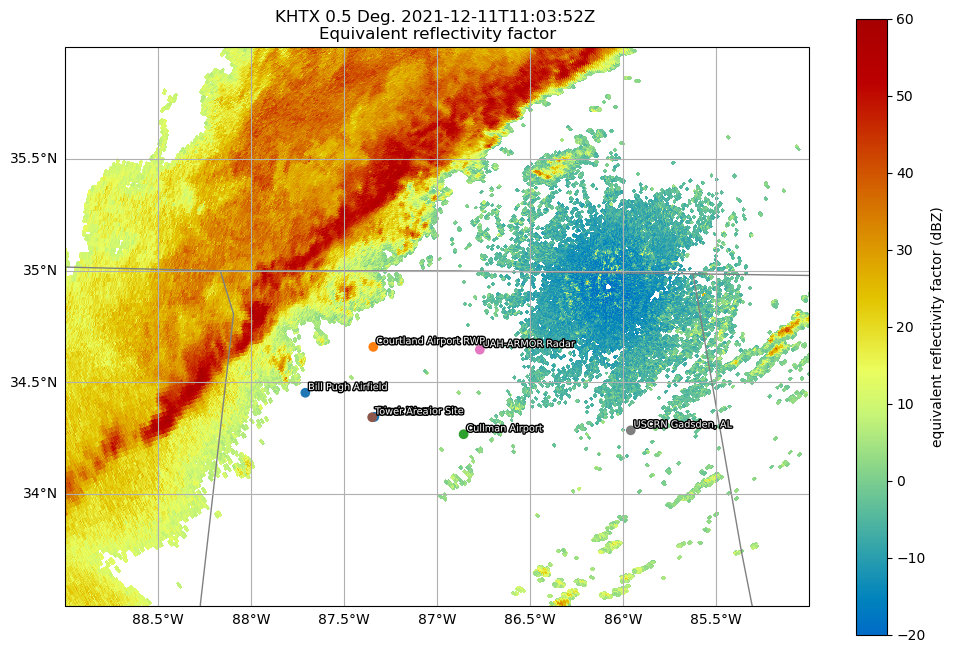 KHTX 0.5 Deg. 2021-12-11T11:03:52Z
Equivalent reflectivity factor
35.5°N
35°N
34.5°N
34°N
88.5°W
88°W
87.5°W
87°W
86.5°W
86°W
85.5°W
Courtland Airport RWP
UAH-ARMOR Radar
Bill Pugh Airfield
Tower
Site
Cullman Airport
USCRN Gadsden, AL
60
50
40
30
20
10
0
−10
−20
equivalent reflectivity factor (dBZ)